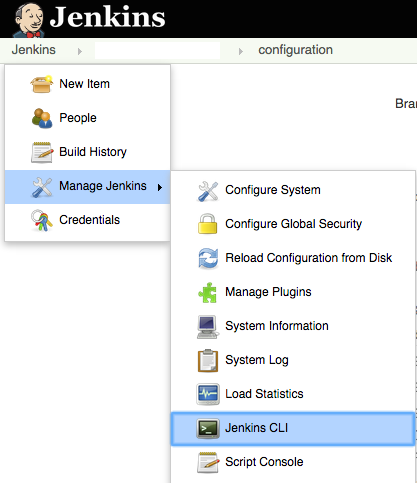 Jenkins
Jenkins configuration
Bra
New Item
People
Build History
Manage Jenkins
Credentials
Configure System
Configure Global Security
Reload Configuration from Disk
Manage Plugins
System Information
System Log
Load Statistics
Jenkins CLI
Script Console